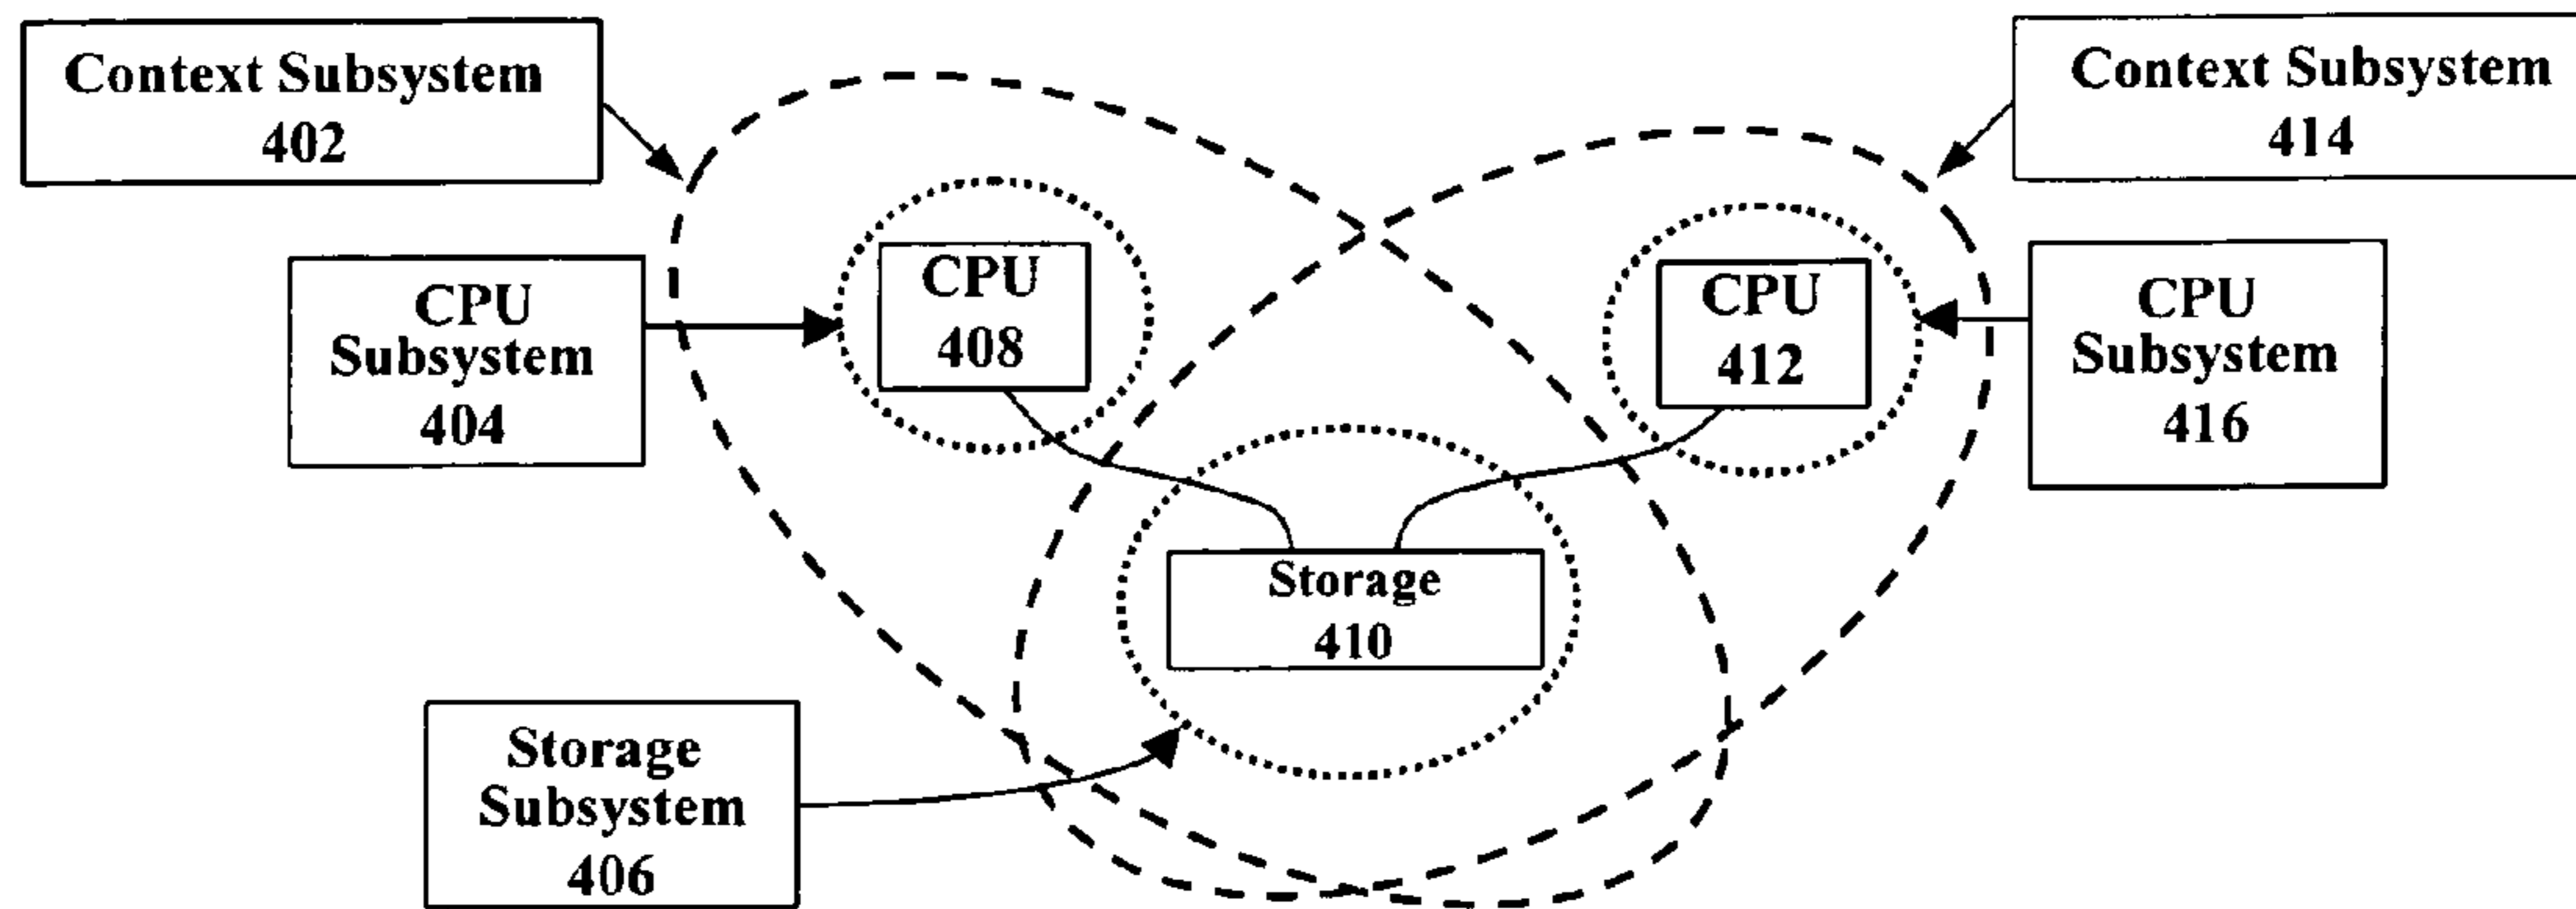 Context Subsystem
402
Context Subsystem
414
CPU
Subsystem
404
CPU
408
CPU
412
CPU
Subsystem
416
Storage
410
Storage
Subsystem
406